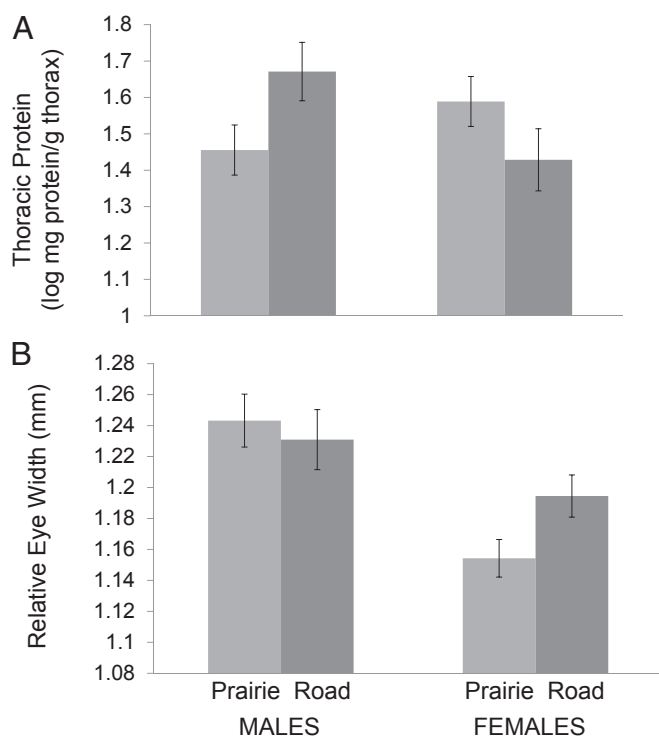 A
Thoracic Protein
(log mg protein/g thorax)
1.8
1.7
1.6
1.5
1.4
1.3
1.2
1.1
1
B
Relative Eye Width (mm)
1.28
1.26
1.24
1.22
1.2
1.18
1.16
1.14
1.12
1.1
1.08
Prairie Road Prairie Road
MALES FEMALES